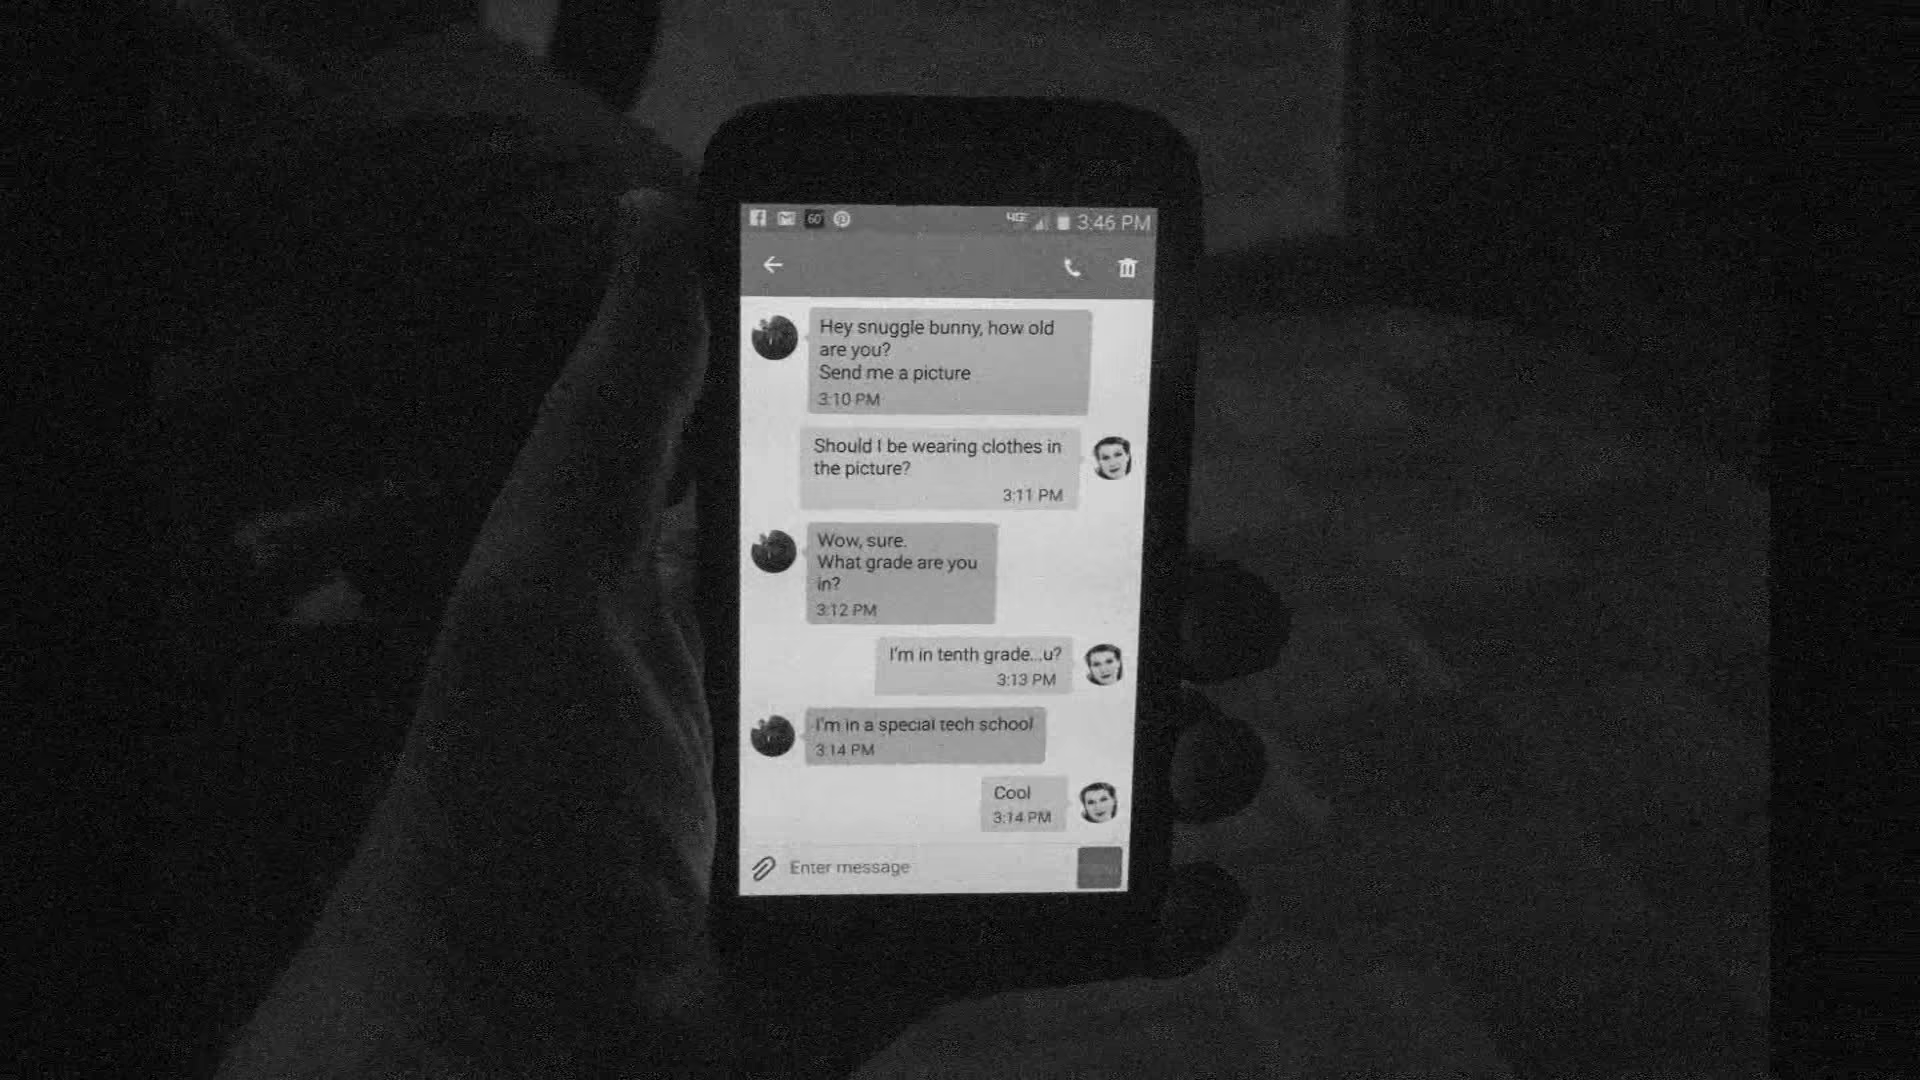 60
4G 3:46 PM
Hey snuggle bunny, how old
are you?
Send me a picture
3:10 PM
Should I be wearing clothes in
the picture?
3:11 PM
Wow, sure.
What grade are you
in?
3:12 PM
I'm in tenth grade...u?
3:13 PM
I'm in a special tech school
3:14 PM
Cool
3:14 PM
Enter message